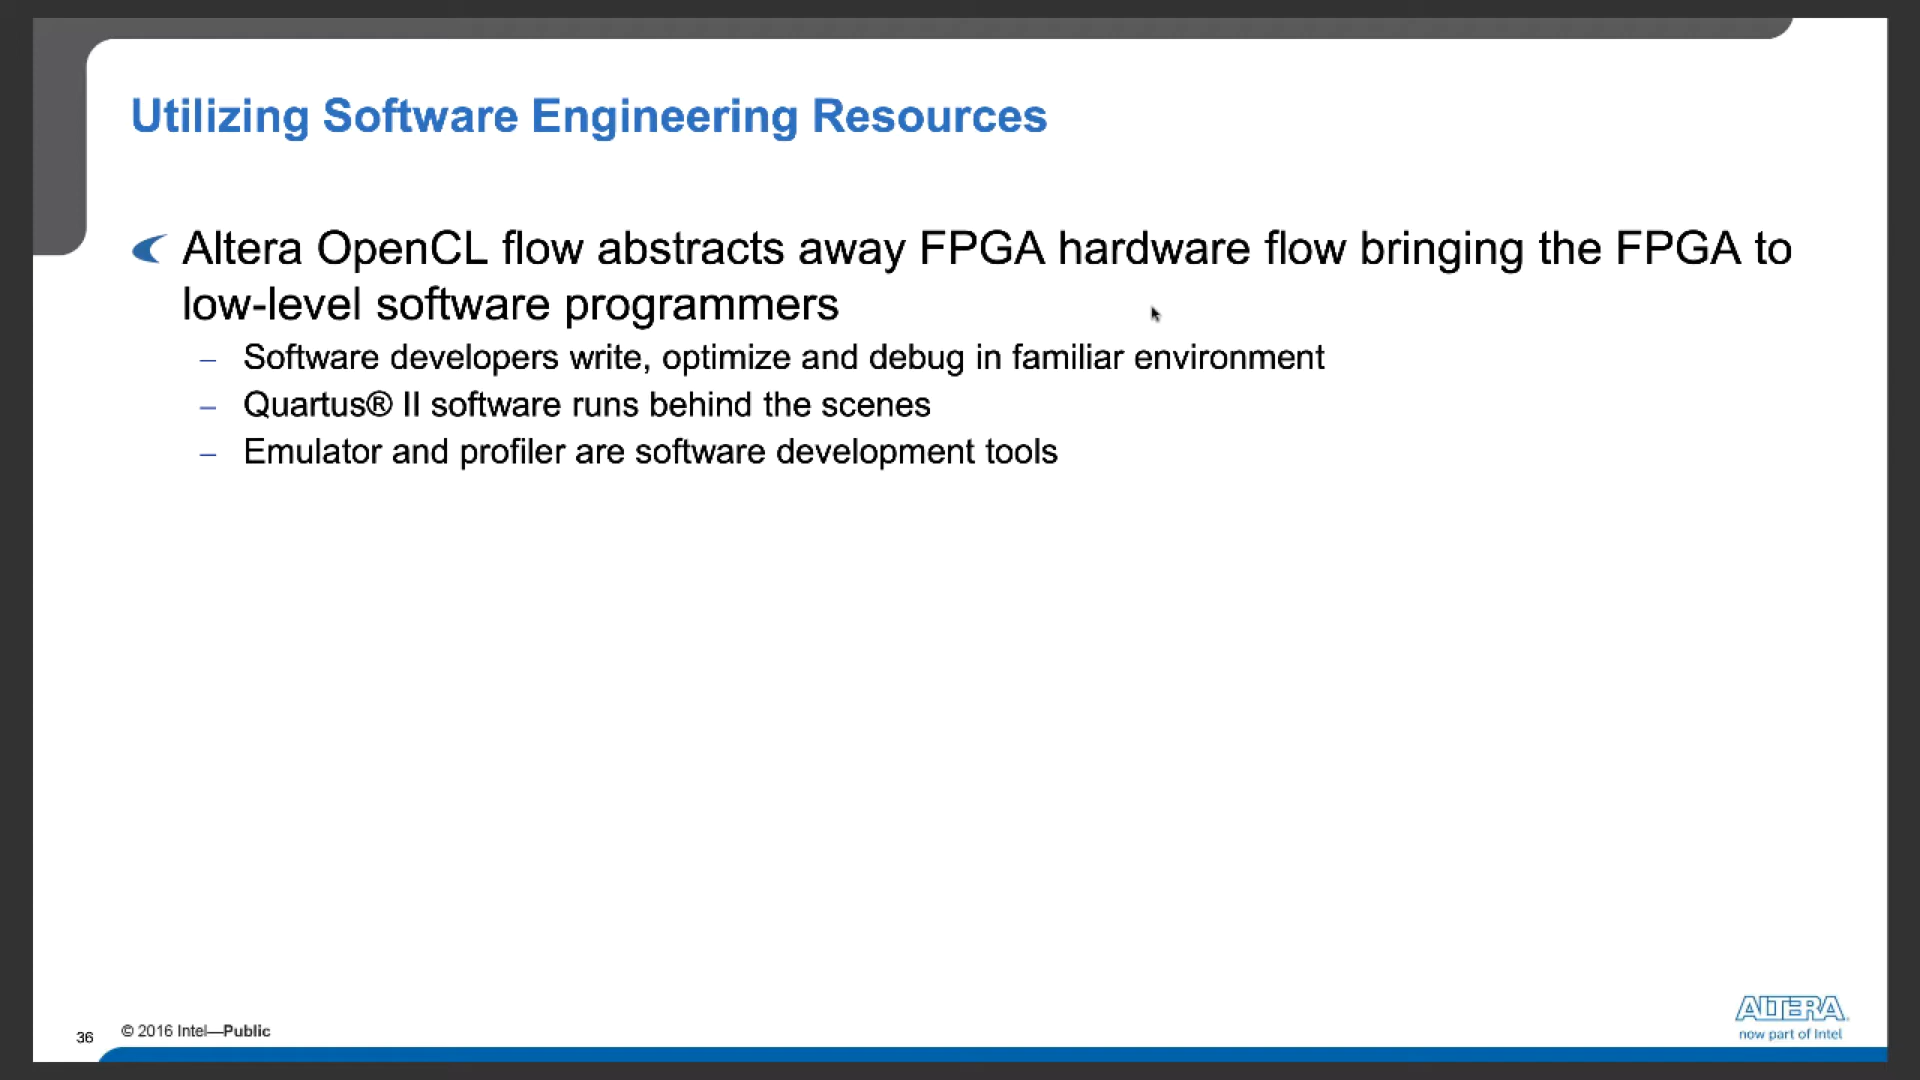 Utilizing Software Engineering Resources
Altera OpenCL flow abstracts away FPGA hardware flow bringing the FPGA to
low-level software programmers
– Software developers write, optimize and debug in familiar environment
– Quartus® II software runs behind the scenes
– Emulator and profiler are software development tools
36
© 2016 Intel—Public
ALTERA.
now part of Intel